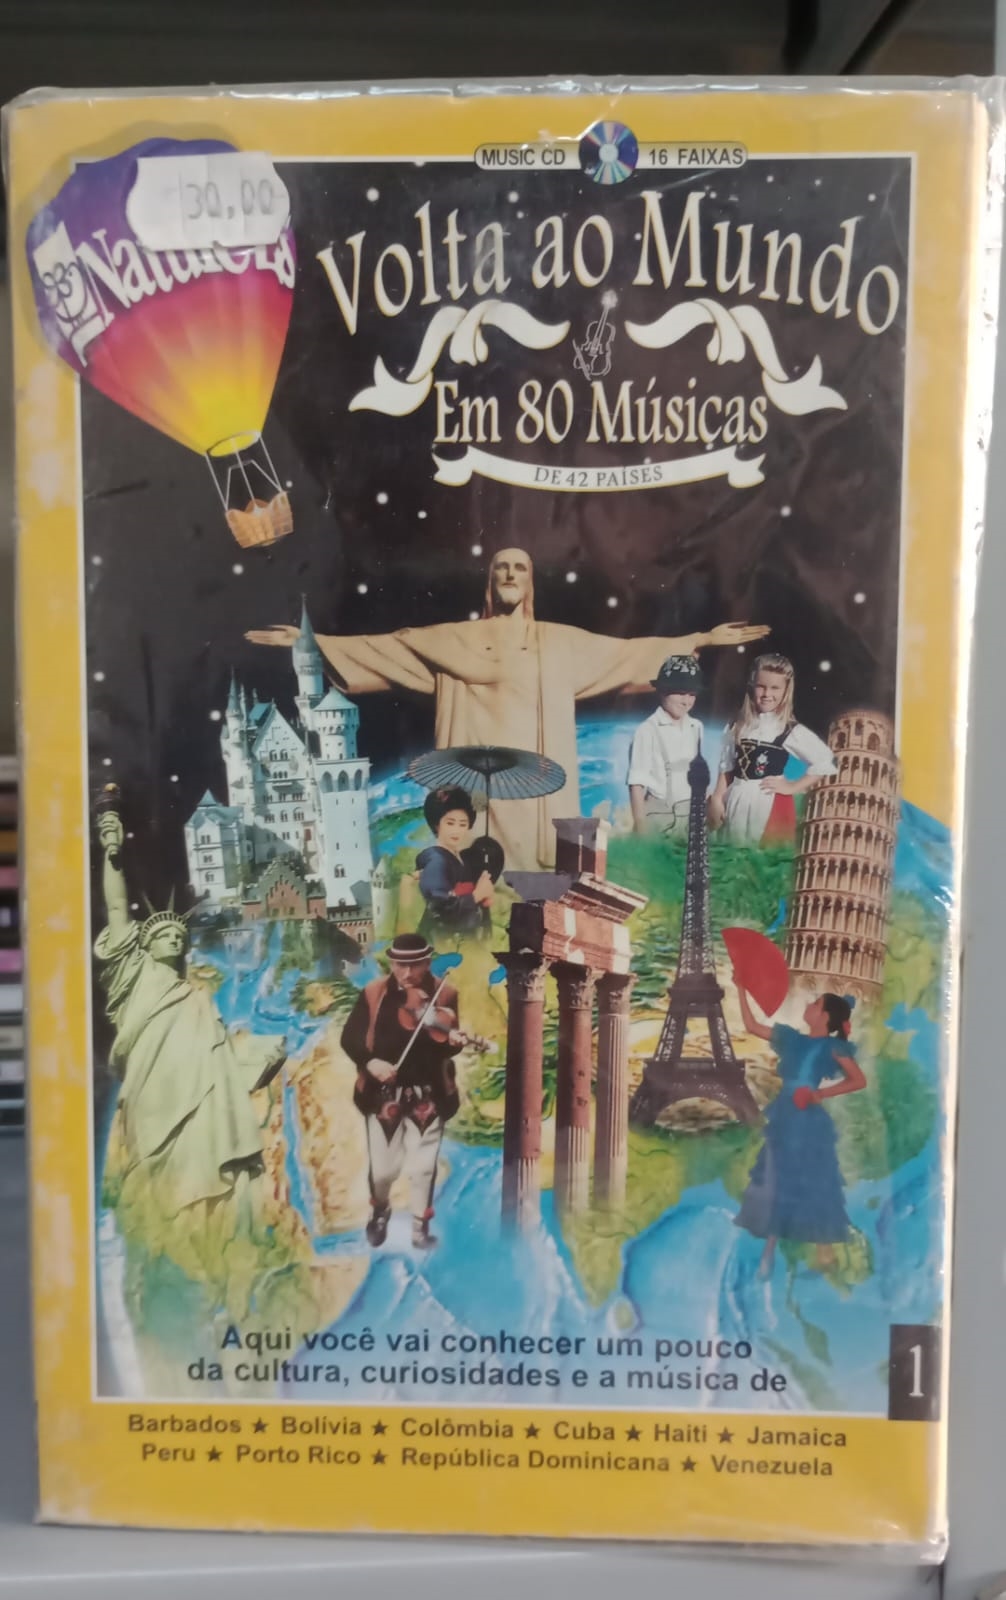 MUSIC CD 16 FAIXAS
30,00
Naturéla
Volta ao Mundo
Em 80 Músicas
DE 42 PAÍSES
Aqui você vai conhecer um pouco
da cultura, curiosidades e a música de
1
Barbados ★ Bolívia ★ Colômbia ★ Cuba ★ Haiti ★ Jamaica
Peru ★ Porto Rico ★ República Dominicana ★ Venezuela